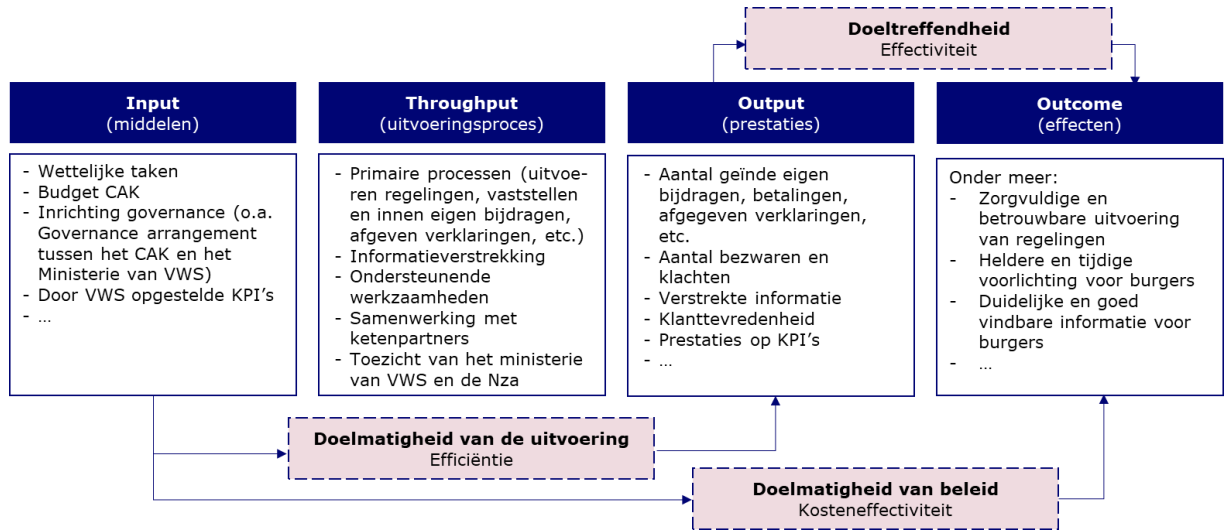 Doeltreffendheid
Effectiviteit
Input
(middelen)
Throughput
(uitvoeringsproces)
Output
(prestaties)
Outcome
(effecten)
- Wettelijke taken
- Budget CAK
- Inrichting governance (o.a.
Governance arrangement
tussen het CAK en het
Ministerie van VWS)
- Door VWS opgestelde KPI's
- ...
- Primaire processen (uitvoe-
ren regelingen, vaststellen
en innen eigen bijdragen,
afgeven verklaringen, etc.)
- Informatieverstrekking
- Ondersteunende
werkzaamheden
- Samenwerking met
ketenpartners
- Toezicht van het ministerie
van VWS en de Nza
- Aantal geïnde eigen
bijdragen, betalingen,
afgegeven verklaringen,
etc.
- Aantal bezwaren en
klachten
- Verstrekte informatie
- Klanttevredenheid
- Prestaties op KPI's
- ...
Onder meer:
- Zorgvuldige en
betrouwbare uitvoering
van regelingen
- Heldere en tijdige
voorlichting voor burgers
- Duidelijke en goed
vindbare informatie voor
burgers
- ...
Doelmatigheid van de uitvoering
Efficiëntie
Doelmatigheid van beleid
Kosteneffectiviteit